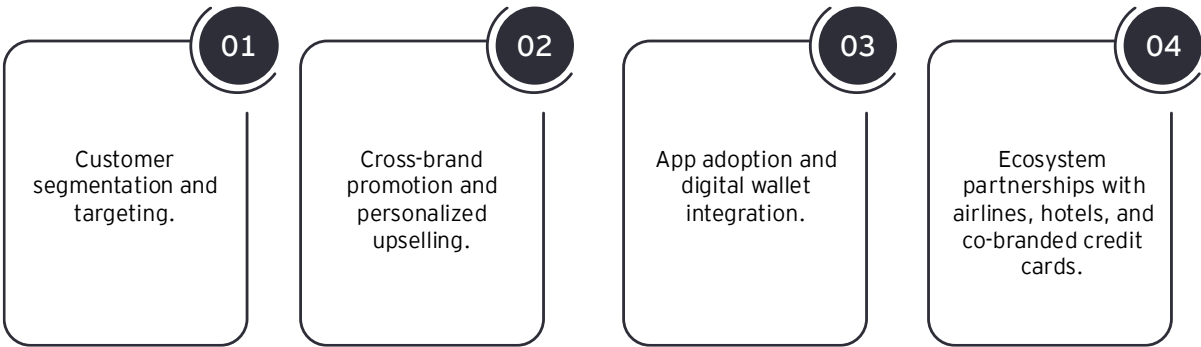 01
Customer
segmentation and
targeting.
02
Cross-brand
promotion and
personalized
upselling.
03
App adoption and
digital wallet
integration.
04
Ecosystem
partnerships with
airlines, hotels, and
co-branded credit
cards.